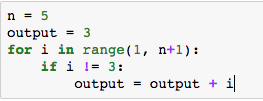 n = 5
output = 3
for i in range(1, n+1):
    if i != 3:
        output = output + i